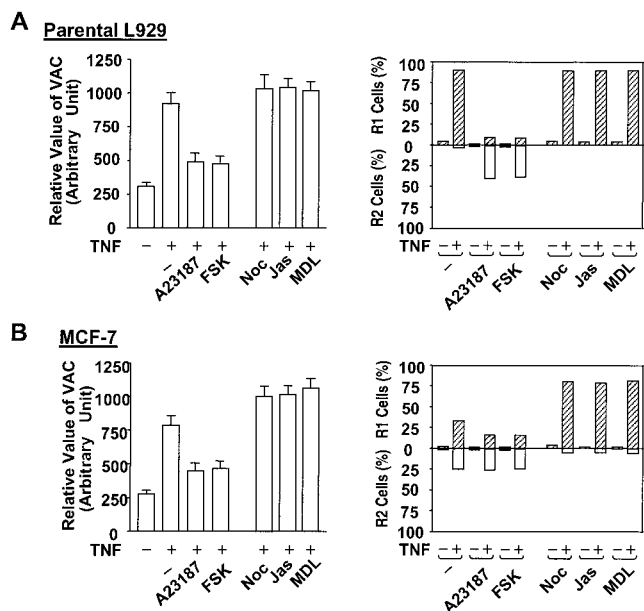 A Parental L929
Relative Value of VAC
(Arbitrary Unit)
1250
1000
750
500
250
0
TNF − + + + + + +
− A23187 FSK Noc Jas MDL
R1 Cells (%)
R2 Cells (%)
100
75
50
25
0
25
50
75
100
TNF −+ −+ −+ −+ −+ −+
− A23187 FSK Noc Jas MDL
B MCF-7
Relative Value of VAC
(Arbitrary Unit)
1250
1000
750
500
250
0
TNF − + + + + + +
− A23187 FSK Noc Jas MDL
R1 Cells (%)
R2 Cells (%)
100
75
50
25
0
25
50
75
100
TNF −+ −+ −+ −+ −+ −+
− A23187 FSK Noc Jas MDL